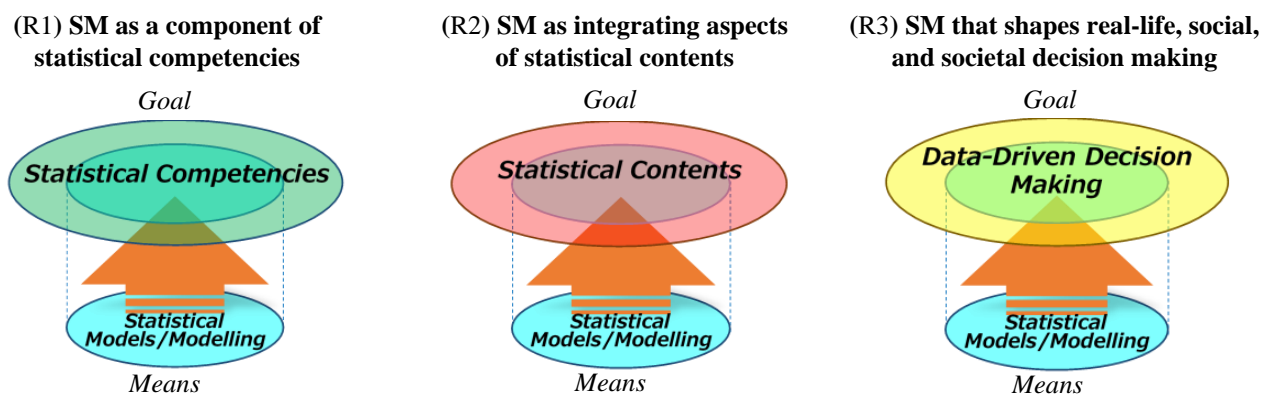 (R1) SM as a component of
statistical competencies
Goal
Statistical Competencies
Statistical
Models/Modelling
Means
(R2) SM as integrating aspects
of statistical contents
Goal
Statistical Contents
Statistical
Models/Modelling
Means
(R3) SM that shapes real-life, social,
and societal decision making
Goal
Data-Driven Decision
Making
Statistical
Models/Modelling
Means